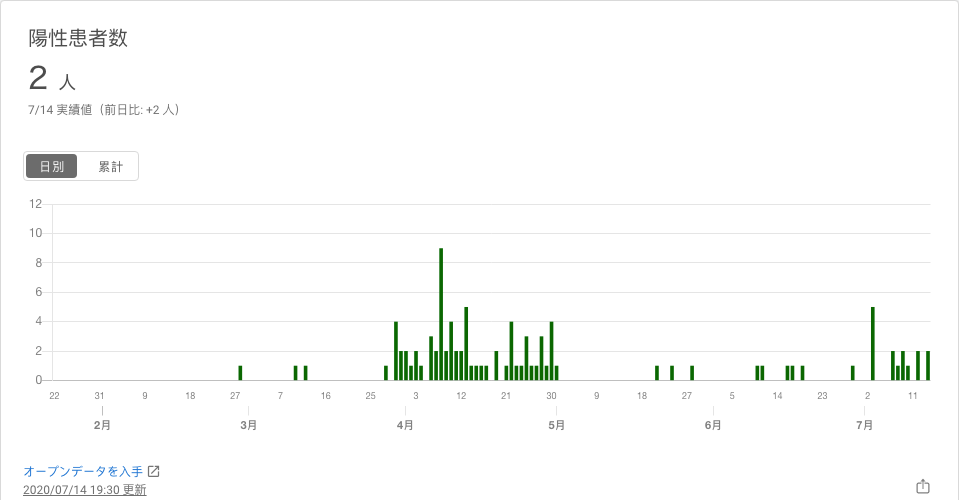 陽性患者数
2 人
7/14 実績値（前日比: +2 人）
日別 累計
12
10
8
6
4
2
0
22 31 9 18 27 7 16 25 3 12 21 30 9 18 27 5 14 23 2 11
2月 3月 4月 5月 6月 7月
オープンデータを入手
2020/07/14 19:30 更新